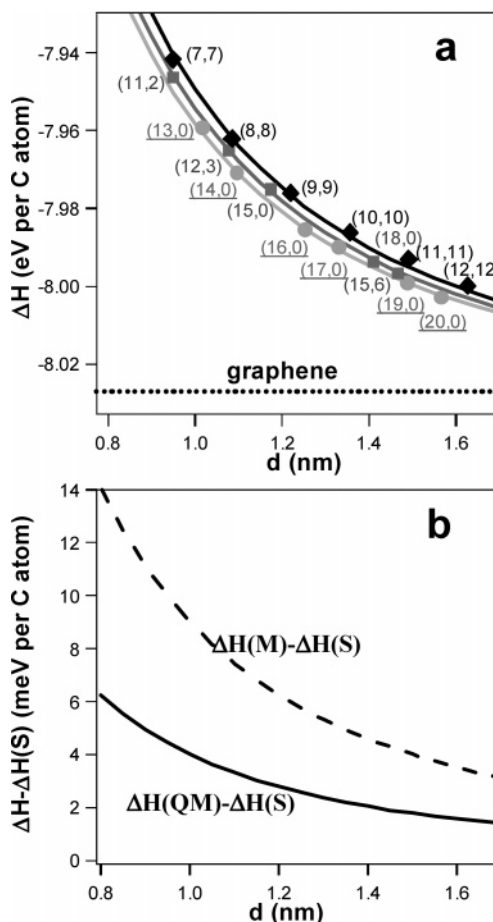 a
ΔH (eV per C atom)
-7.94
-7.96
-7.98
-8.00
-8.02
(7,7)
(11,2)
(13,0)
(8,8)
(12,3)
(14,0)
(9,9)
(15,0)
(10,10)
(18,0)
(16,0)
(11,11)
(17,0)
(12,12)
(15,6)
(19,0)
(20,0)
graphene
0.8 1.0 1.2 1.4 1.6
d (nm)
b
ΔH-ΔH(S) (meV per C atom)
14
12
10
8
6
4
2
0
ΔH(M)-ΔH(S)
ΔH(QM)-ΔH(S)
0.8 1.0 1.2 1.4 1.6
d (nm)